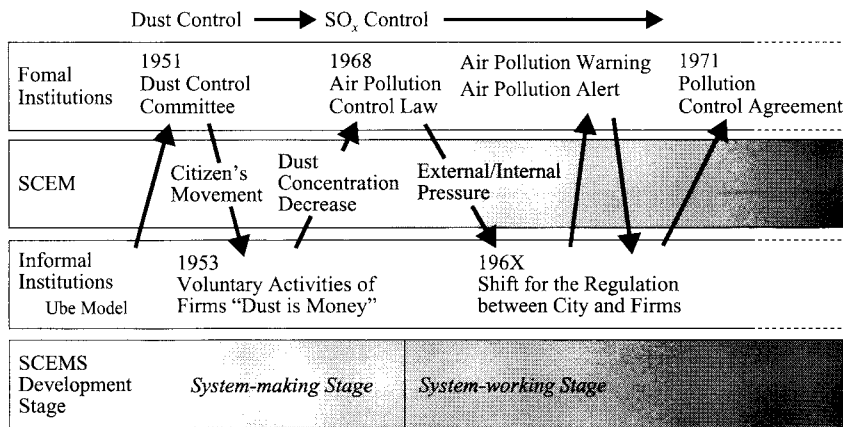 Dust Control SOx Control
Fomal
Institutions
1951
Dust Control
Committee
1968
Air Pollution
Control Law
Air Pollution Warning
Air Pollution Alert
1971
Pollution
Control Agreement
SCEM
Citizen's
Movement
Dust
Concentration
Decrease
External/Internal
Pressure
Informal
Institutions
Ube Model
1953
Voluntary Activities of
Firms “Dust is Money”
196X
Shift for the Regulation
between City and Firms
SCEMS
Development
Stage
System-making Stage
System-working Stage